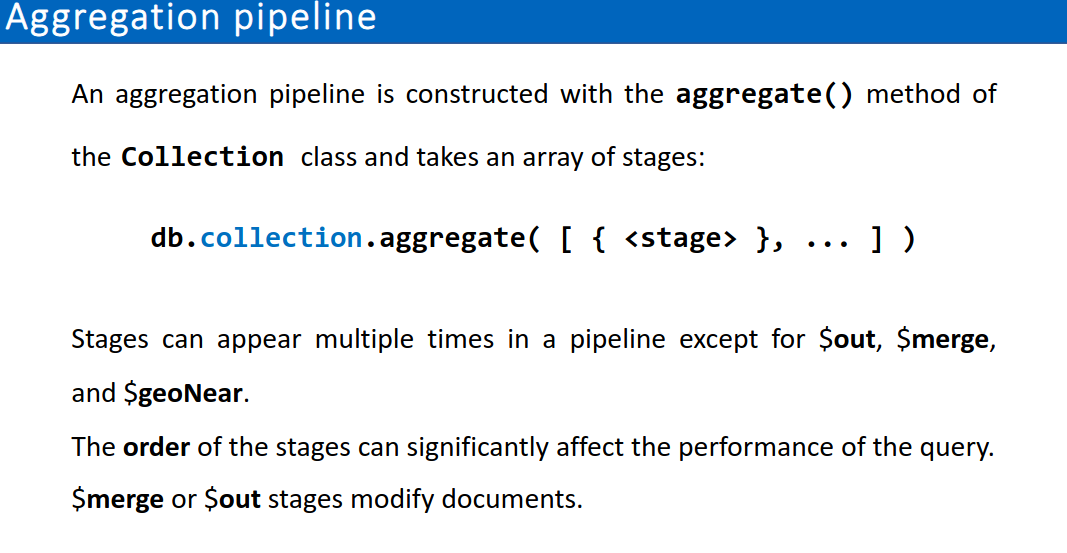 Aggregation pipeline
An aggregation pipeline is constructed with the aggregate() method of
the Collection class and takes an array of stages:
db.collection.aggregate( [ { <stage> }, ... ] )
Stages can appear multiple times in a pipeline except for $out, $merge,
and $geoNear.
The order of the stages can significantly affect the performance of the query.
$merge or $out stages modify documents.